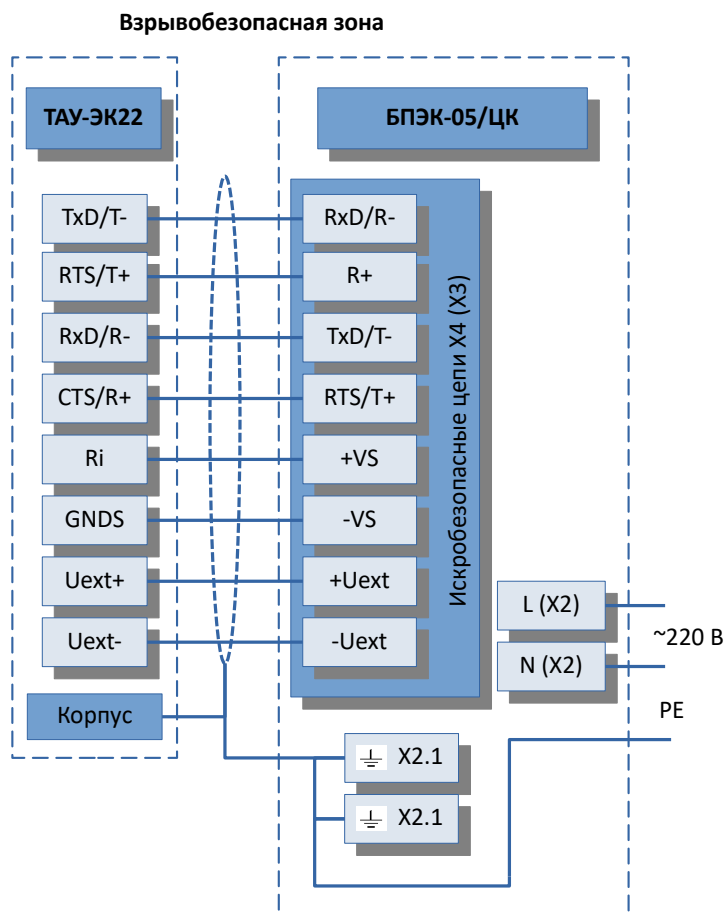 Взрывобезопасная зона
ТАУ-ЭК22
БПЭК-05/ЦК
TxD/T-
RxD/R-
RTS/T+
R+
RxD/R-
TxD/T-
CTS/R+
RTS/T+
Ri
+VS
GNDS
-VS
Uext+
+Uext
Uext-
-Uext
Искробезопасные цепи X4 (X3)
L (X2)
~220 В
N (X2)
Корпус
PE
X2.1
X2.1